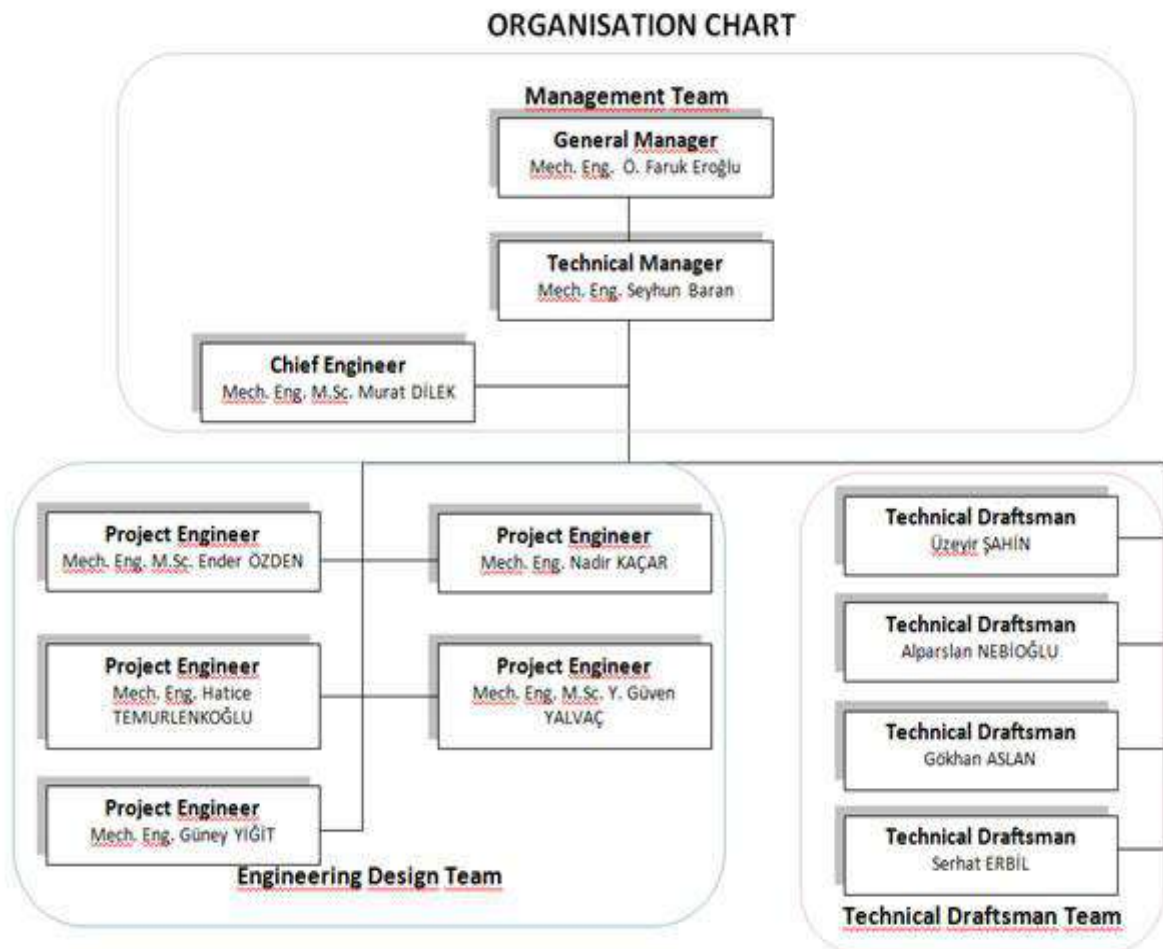 ORGANISATION CHART
Management Team
General Manager
Mech. Eng. Ö. Faruk Eroğlu
Technical Manager
Mech. Eng. Seyhun Baran
Chief Engineer
Mech. Eng. M.Sc. Murat DİLEK
Project Engineer
Mech. Eng. M.Sc. Ender ÖZDEN
Project Engineer
Mech. Eng. Nadir KAÇAR
Project Engineer
Mech. Eng. Hatice
TEMURLENKOĞLU
Project Engineer
Mech. Eng. M.Sc. Y. Güven
YALVAÇ
Project Engineer
Mech. Eng. Güney YİĞİT
Engineering Design Team
Technical Draftsman
Üzeyir ŞAHİN
Technical Draftsman
Alparslan NEBİOĞLU
Technical Draftsman
Gökhan ASLAN
Technical Draftsman
Serhat ERBİL
Technical Draftsman Team